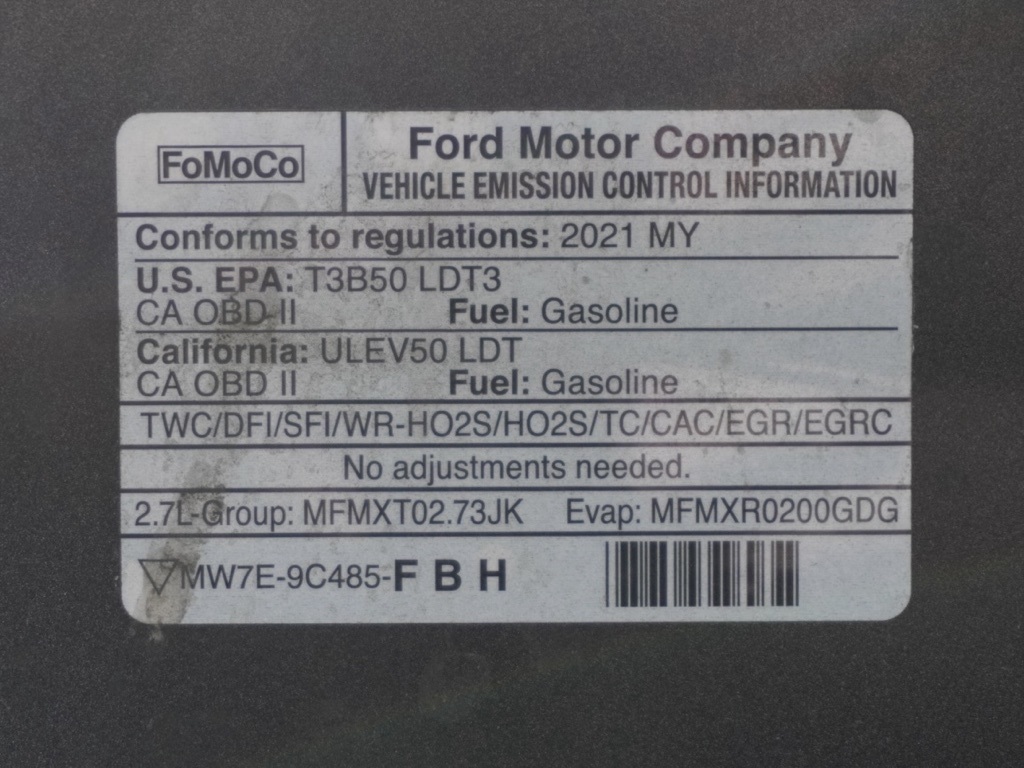 FoMoCo
Ford Motor Company
VEHICLE EMISSION CONTROL INFORMATION
Conforms to regulations: 2021 MY
U.S. EPA: T3B50 LDT3
CA OBD II Fuel: Gasoline
California: ULEV50 LDT
CA OBD II Fuel: Gasoline
TWC/DFI/SFI/WR-HO2S/HO2S/TC/CAC/EGR/EGRC
No adjustments needed.
2.7L-Group: MFMXT02.73JK Evap: MFMXR0200GDG
MW7E-9C485-F B H